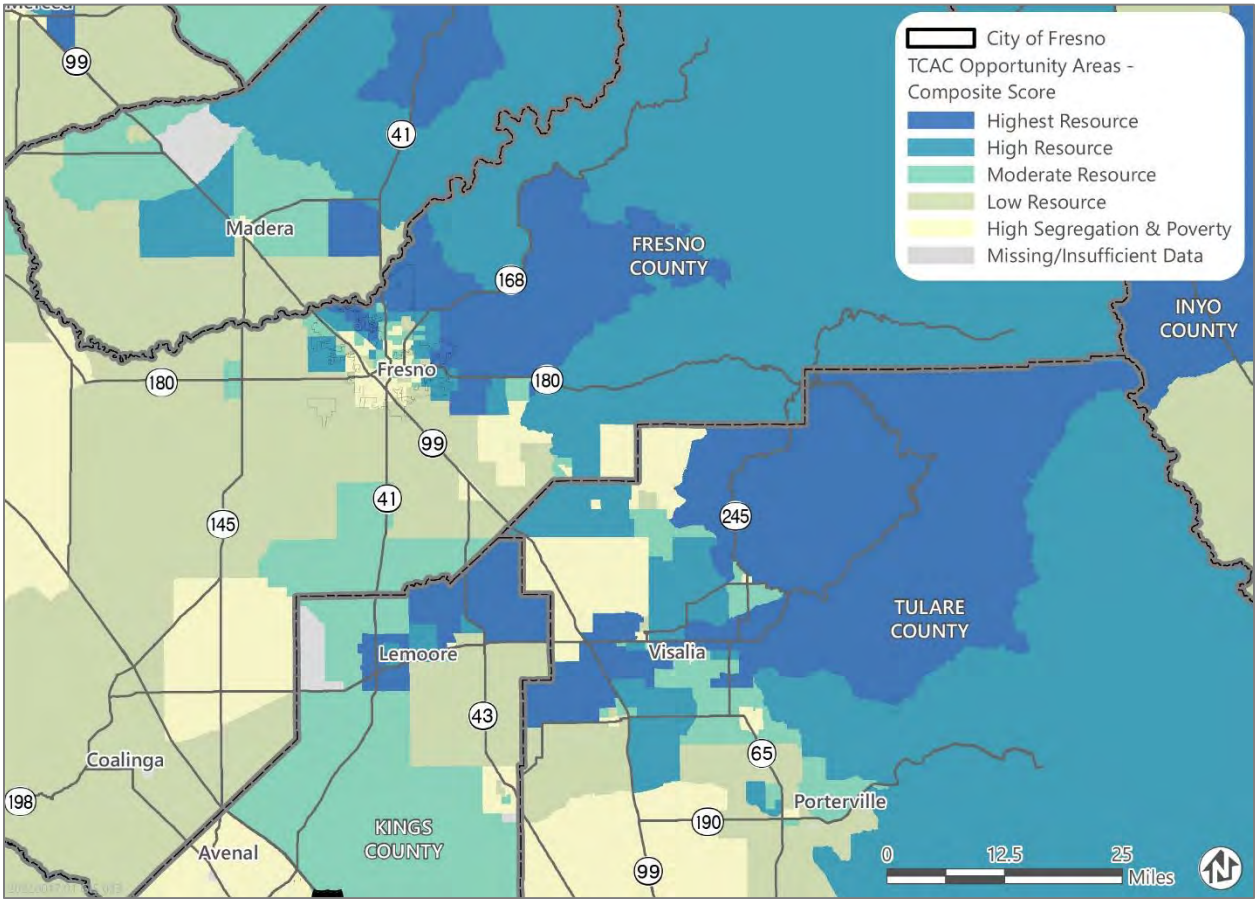 Merced
99
41
Madera
168
FRESNO
COUNTY
INYO
COUNTY
180
Fresno
180
99
41
145
245
TULARE
COUNTY
Lemoore
Visalia
43
65
Coalinga
198
Porterville
KINGS
COUNTY
190
Avenal
99
City of Fresno
TCAC Opportunity Areas -
Composite Score
Highest Resource
High Resource
Moderate Resource
Low Resource
High Segregation & Poverty
Missing/Insufficient Data
0 12.5 25
Miles
N